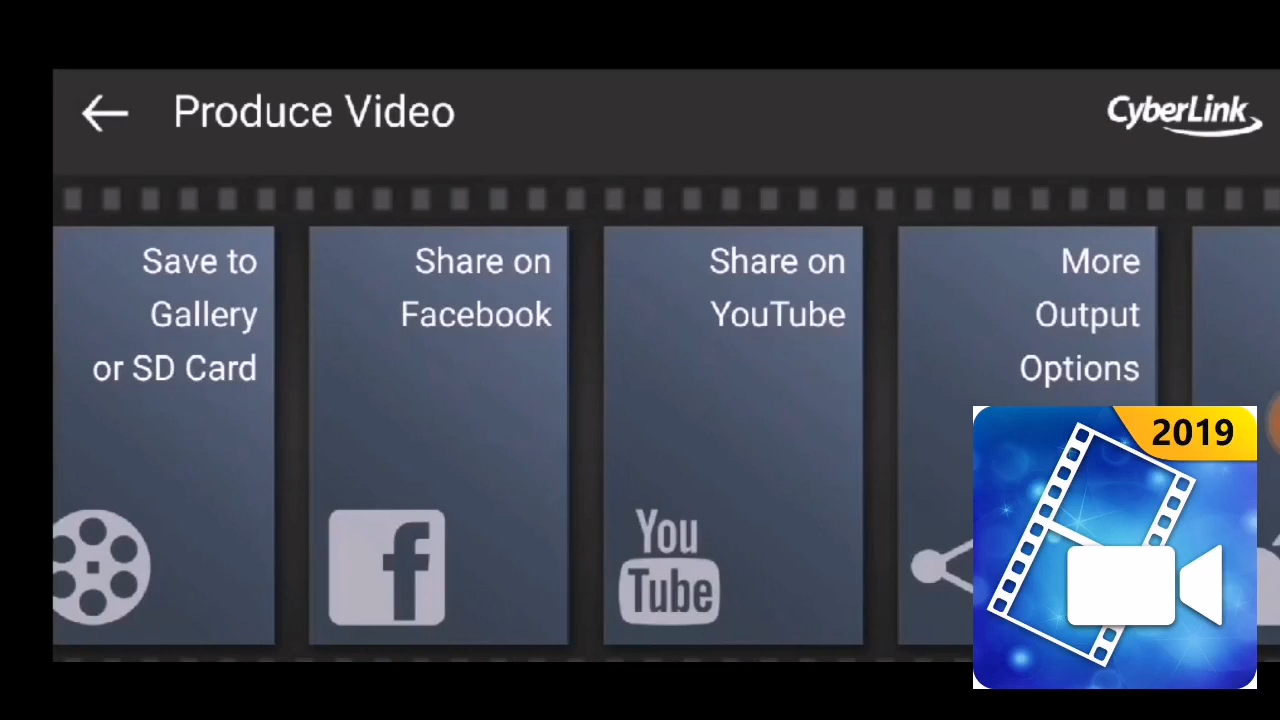 Produce Video
CyberLink
Save to
Gallery
or SD Card
Share on
Facebook
Share on
YouTube
More
Output
Options
2019
f
You
Tube